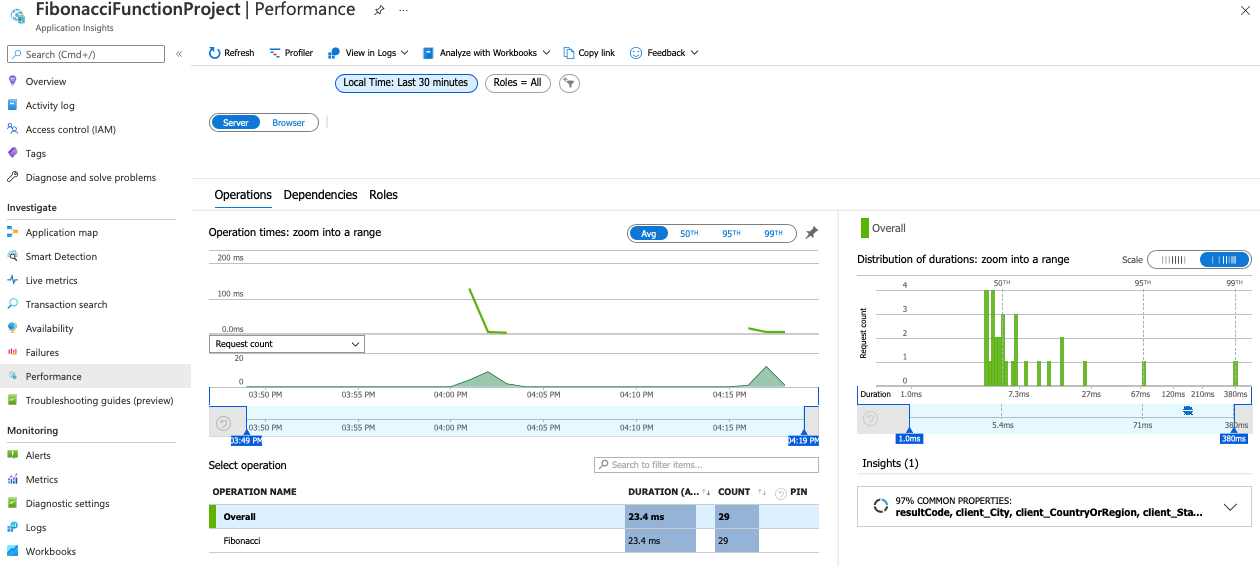 FibonacciFunctionProject | Performance
Application Insights
Search (Cmd+/)
Overview
Activity log
Access control (IAM)
Tags
Diagnose and solve problems
Investigate
Application map
Smart Detection
Live metrics
Transaction search
Availability
Failures
Performance
Troubleshooting guides (preview)
Monitoring
Alerts
Metrics
Diagnostic settings
Logs
Workbooks
Refresh Profiler View in Logs Analyze with Workbooks Copy link Feedback
Local Time: Last 30 minutes Roles = All
Server Browser
Operations Dependencies Roles
Operation times: zoom into a range
Avg 50TH 95TH 99TH
200 ms
100 ms
0.0ms
Request count
20
0
03:50 PM 03:55 PM 04:00 PM 04:05 PM 04:10 PM 04:15 PM
03:50 PM 03:55 PM 04:00 PM 04:05 PM 04:10 PM 04:15 PM
03:49 PM 04:19 PM
Select operation
Search to filter items...
OPERATION NAME DURATION (A... COUNT PIN
Overall 23.4 ms 29
Fibonacci 23.4 ms 29
Overall
Distribution of durations: zoom into a range
Scale
50TH 95TH 99TH
Request count
4
3
2
1
0
Duration 1.0ms 7.3ms 27ms 67ms 120ms 210ms 380ms
5.4ms 71ms 380ms
1.0ms 380ms
Insights (1)
97% COMMON PROPERTIES:
resultCode, client_City, client_CountryOrRegion, client_Sta...